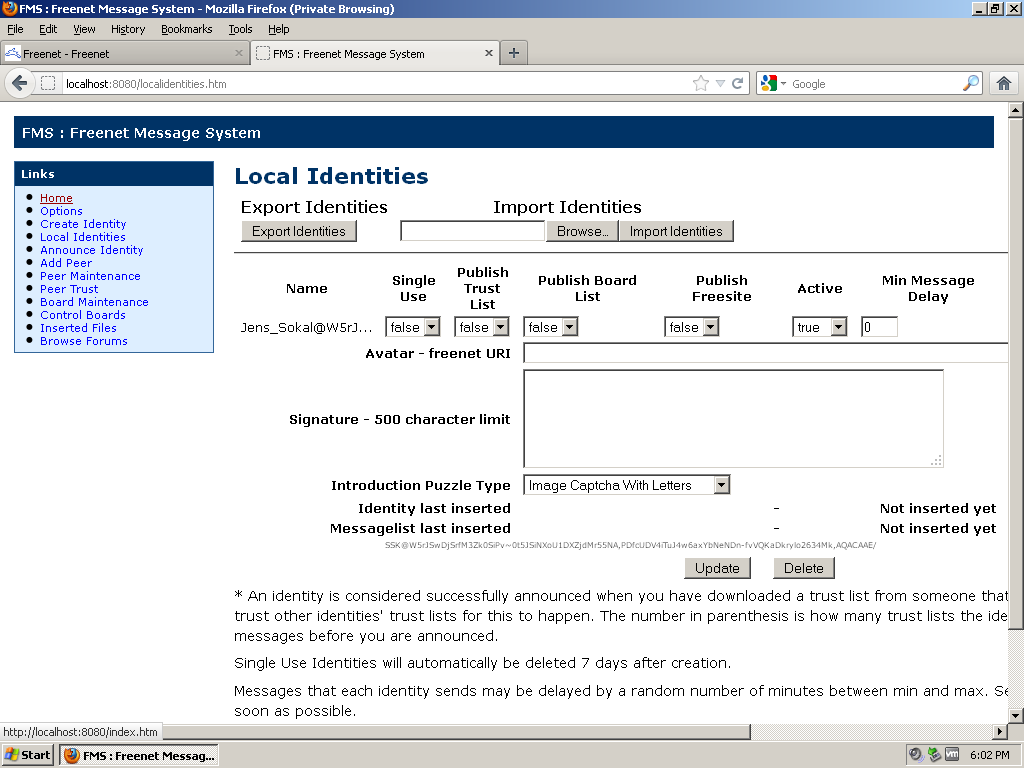 FMS : Freenet Message System - Mozilla Firefox (Private Browsing)
File Edit View History Bookmarks Tools Help
Freenet - Freenet
FMS : Freenet Message System
localhost:8080/localidentities.htm
Google
FMS : Freenet Message System
Links
Home
Options
Create Identity
Local Identities
Announce Identity
Add Peer
Peer Maintenance
Peer Trust
Board Maintenance
Control Boards
Inserted Files
Browse Forums
Local Identities
Export Identities Import Identities
Export Identities Browse... Import Identities
Name Single Use Publish Trust List Publish Board List Publish Freesite Active Min Message Delay
Jens_Sokal@W5rJ... false false false false true 0
Avatar - freenet URI
Signature - 500 character limit
Introduction Puzzle Type Image Captcha With Letters
Identity last inserted - Not inserted yet
Messagelist last inserted - Not inserted yet
Update Delete
* An identity is considered successfully announced when you have downloaded a trust list from someone that
trust other identities' trust lists for this to happen. The number in parenthesis is how many trust lists the ide
messages before you are announced.
Single Use Identities will automatically be deleted 7 days after creation.
Messages that each identity sends may be delayed by a random number of minutes between min and max. Se
soon as possible.
http://localhost:8080/index.htm
Start FMS : Freenet Messag... vm 6:02 PM